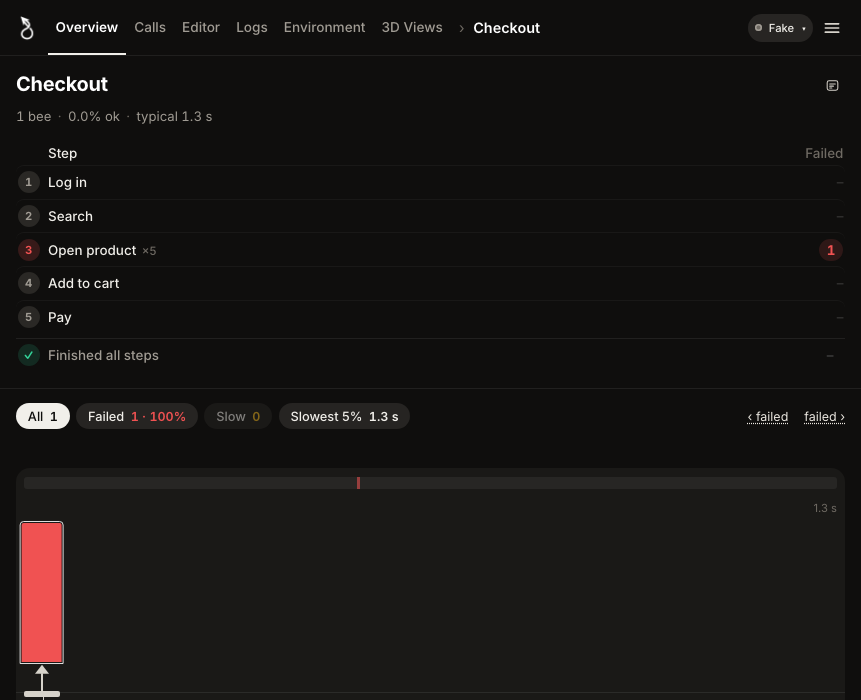 Overview Calls Editor Logs Environment 3D Views › Checkout Fake
Checkout
1 bee · 0.0% ok · typical 1.3 s
Step Failed
1 Log in –
2 Search –
3 Open product ×5 1
4 Add to cart –
5 Pay –
Finished all steps –
All 1 Failed 1 · 100% Slow 0 Slowest 5% 1.3 s ‹ failed failed ›
1.3 s